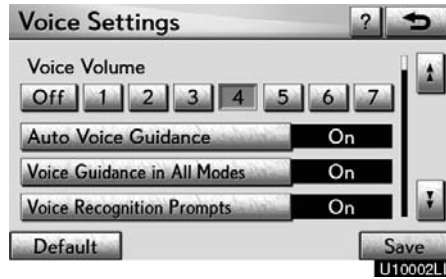 Voice Settings ?
Voice Volume
Off 1 2 3 4 5 6 7
Auto Voice Guidance On
Voice Guidance in All Modes On
Voice Recognition Prompts On
Default Save
U10002L